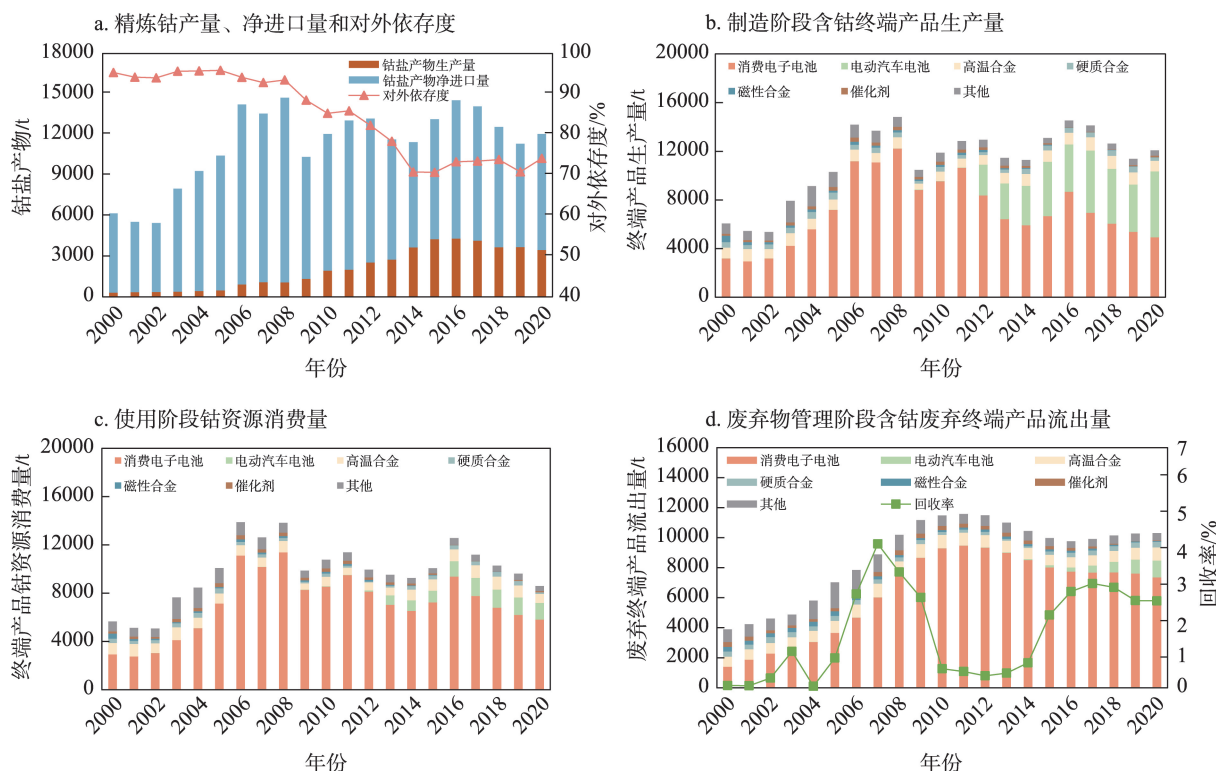 a. 精炼钴产量、净进口量和对外依存度
18000
15000
12000
9000
6000
3000
0
钴盐产物/t
100
90
80
70
60
50
40
对外依存度/%
钴盐产物生产量
钴盐产物净进口量
对外依存度
2000 2002 2004 2006 2008 2010 2012 2014 2016 2018 2020
年份
b. 制造阶段含钴终端产品生产量
20000
16000
12000
8000
4000
0
终端产品生产量/t
消费电子电池 电动汽车电池 高温合金 硬质合金
磁性合金 催化剂 其他
2000 2002 2004 2006 2008 2010 2012 2014 2016 2018 2020
年份
c. 使用阶段钴资源消费量
20000
16000
12000
8000
4000
0
终端产品钴资源消费量/t
消费电子电池 电动汽车电池 高温合金 硬质合金
磁性合金 催化剂 其他
2000 2002 2004 2006 2008 2010 2012 2014 2016 2018 2020
年份
d. 废弃物管理阶段含钴废弃终端产品流出量
16000
14000
12000
10000
8000
6000
4000
2000
0
废弃终端产品流出量/t
7
6
5
4
3
2
1
0
回收率/%
消费电子电池 电动汽车电池 高温合金
硬质合金 磁性合金 催化剂
其他 回收率
2000 2002 2004 2006 2008 2010 2012 2014 2016 2018 2020
年份